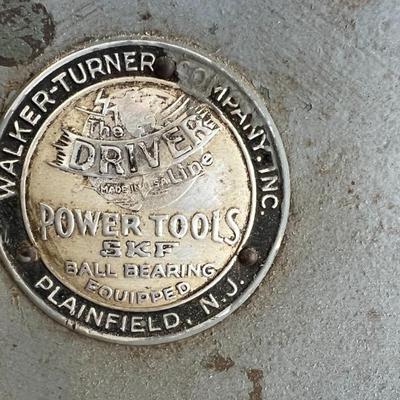 WALKER-TURNER COMPANY, INC.
The
DRIVER
Line
MADE IN U.S.A.
POWER TOOLS
SKF
BALL BEARING
EQUIPPED
PLAINFIELD, N.J.